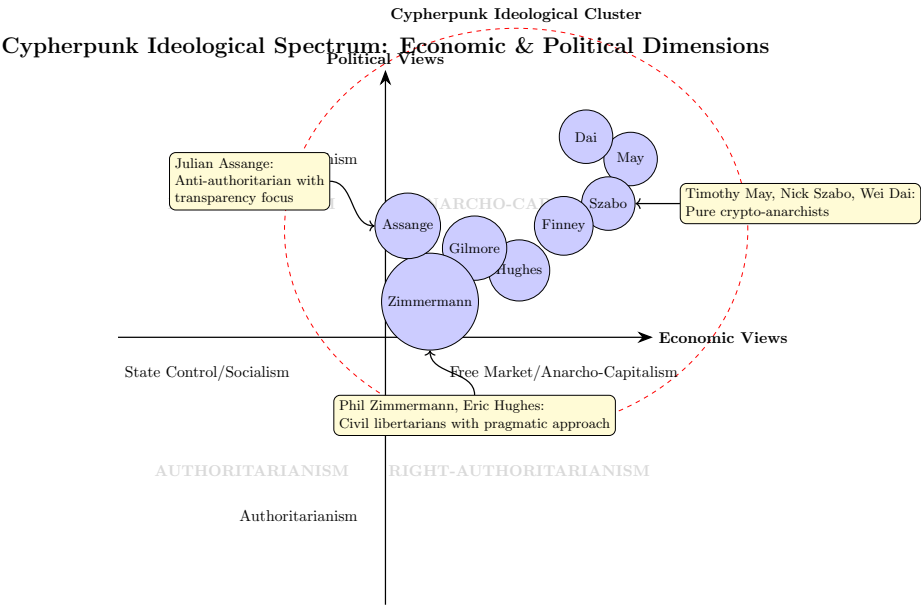 Cypherpunk Ideological Cluster
Cypherpunk Ideological Spectrum: Economic & Political Dimensions
Political Views
Dai
May
Julian Assange:
Anti-authoritarian with
transparency focus
Timothy May, Nick Szabo, Wei Dai:
Pure crypto-anarchists
Szabo
Assange
Finney
Gilmore
Hughes
Zimmermann
Economic Views
State Control/Socialism
Free Market/Anarcho-Capitalism
Phil Zimmermann, Eric Hughes:
Civil libertarians with pragmatic approach
AUTHORITARIANISM
RIGHT-AUTHORITARIANISM
Authoritarianism